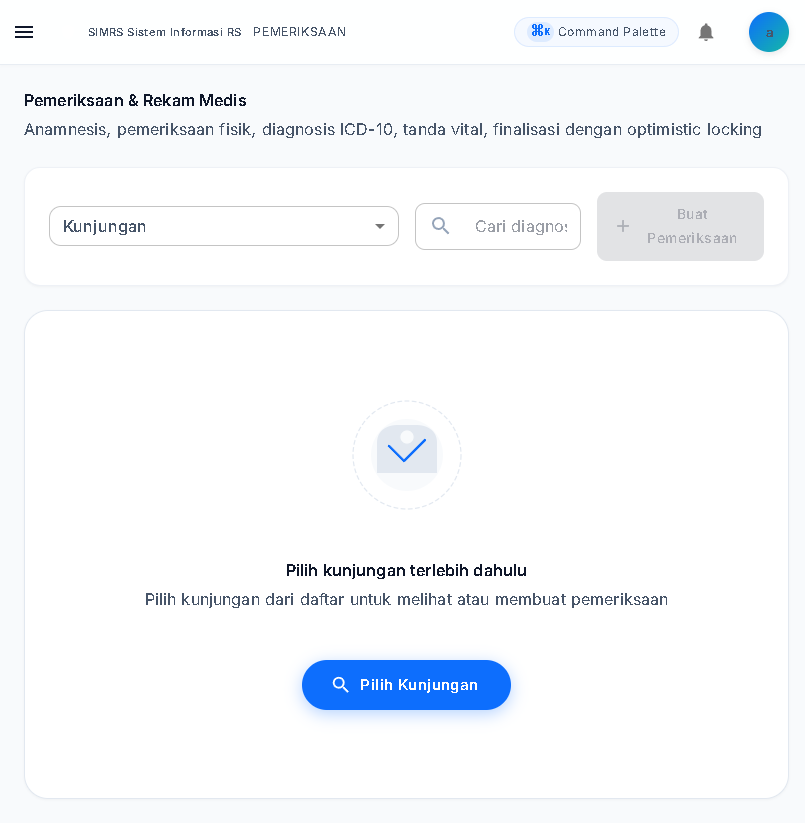 SIMRS Sistem Informasi RS PEMERIKSAAN
⌘K Command Palette
a
Pemeriksaan & Rekam Medis
Anamnesis, pemeriksaan fisik, diagnosis ICD-10, tanda vital, finalisasi dengan optimistic locking
Kunjungan
Cari diagnos
Buat
Pemeriksaan
Pilih kunjungan terlebih dahulu
Pilih kunjungan dari daftar untuk melihat atau membuat pemeriksaan
Pilih Kunjungan